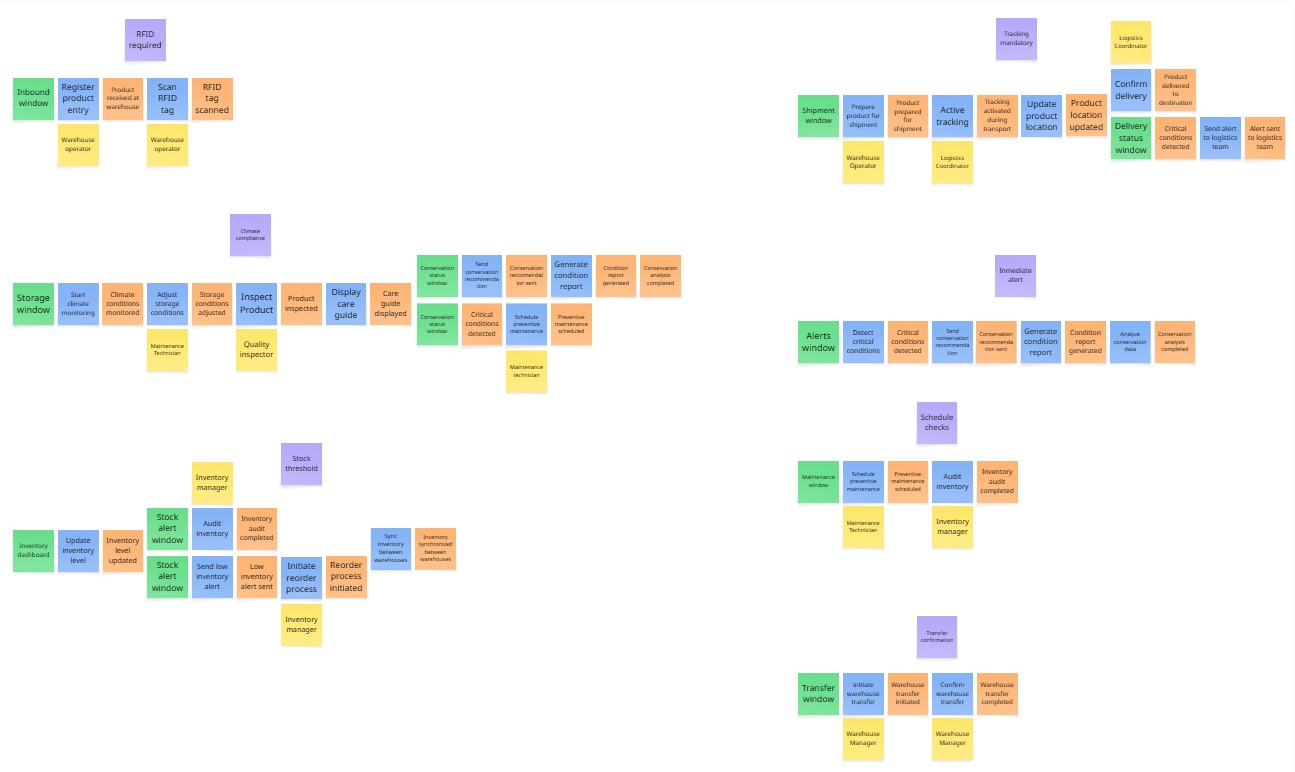 RFID
required
Inbound
window
Register
product
entry
Product
received at
warehouse
Scan
RFID
tag
RFID
tag
scanned
Warehouse
operator
Warehouse
operator
Climate
compliance
Storage
window
Start
climate
monitoring
Climate
conditions
monitored
Adjust
storage
conditions
Storage
conditions
adjusted
Inspect
Product
Product
inspected
Display
care
guide
Care
guide
displayed
Maintenance
Technician
Quality
inspector
Conservation
status
window
Send
conservation
recommenda
tion
Conservation
recomendati
on sent
Generate
condition
report
Condition
report
generated
Conservation
analysis
completed
Conservation
status
window
Critical
conditions
detected
Schedule
preventive
maintenance
Preventive
maintenance
scheduled
Maintenance
technician
Stock
threshold
Inventory
manager
Inventory
dashboard
Update
inventory
level
Inventory
level
updated
Stock
alert
window
Audit
inventory
Inventory
audit
completed
Stock
alert
window
Send low
inventory
alert
Low
inventory
alert sent
Initiate
reorder
process
Reorder
process
initiated
Sync
inventory
between
warehouses
Inventory
synchronized
between
warehouses
Inventory
manager
Tracking
mandatory
Logistics
Coordinator
Shipment
window
Prepare
product for
shipment
Product
prepared
for
shipment
Active
tracking
Tracking
activated
during
transport
Update
product
location
Product
location
updated
Confirm
delivery
Product
delivered
to
destination
Delivery
status
window
Critical
conditions
detected
Send alert
to logistics
team
Alert sent
to logistics
team
Warehouse
Operator
Logistics
Coordinator
Inmediate
alert
Alerts
window
Detect
critical
conditions
Critical
conditions
detected
Send
conservation
recommenda
tion
Conservation
recommenda
tion sent
Generate
condition
report
Condition
report
generated
Analyze
conservation
data
Conservation
analysis
completed
Schedule
checks
Maintenance
window
Schedule
preventive
maintenance
Preventive
maintenance
scheduled
Audit
inventory
Inventory
audit
completed
Maintenance
Technician
Inventory
manager
Transfer
confirmation
Transfer
window
Initiate
warehouse
transfer
Warehouse
transfer
initiated
Confirm
warehouse
transfer
Warehouse
transfer
completed
Warehouse
Manager
Warehouse
Manager